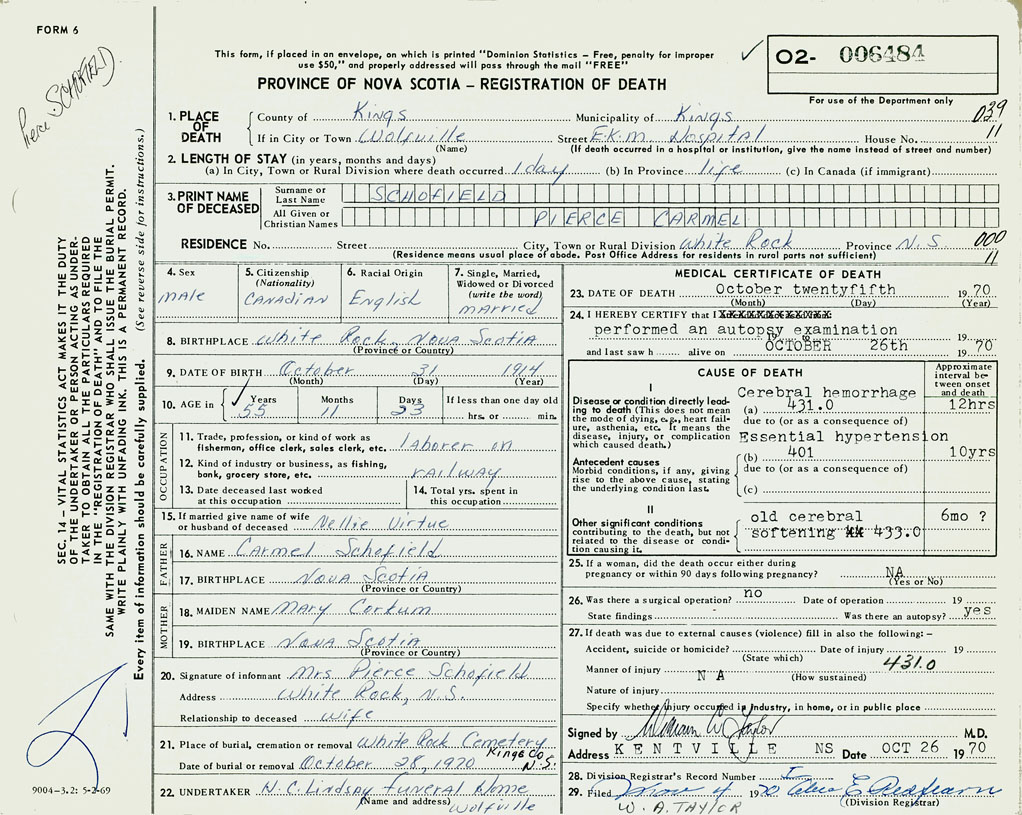 FORM 6
Pierce SCHOFIELD
This form, if placed in an envelope, on which is printed "Dominion Statistics – Free, penalty for improper
use $50," and properly addressed will pass through the mail "FREE"
PROVINCE OF NOVA SCOTIA – REGISTRATION OF DEATH
✓
02- 006484
For use of the Department only
1. PLACE OF DEATH
County of Kings Municipality of Kings 039
If in City or Town Wolfville Street E.K.M. Hospital House No. 11
(Name) (If death occurred in a hospital or institution, give the name instead of street and number)
2. LENGTH OF STAY (in years, months and days)
(a) In City, Town or Rural Division where death occurred 1 day (b) In Province life (c) In Canada (if immigrant)
3. PRINT NAME OF DECEASED
Surname or Last Name SCHOFIELD
All Given or Christian Names PIERCE CARMEL
RESIDENCE No. Street City, Town or Rural Division White Rock Province N.S. 000
(Residence means usual place of abode. Post Office Address for residents in rural parts not sufficient) 11
4. Sex
male
5. Citizenship
(Nationality)
CANADIAN
6. Racial Origin
English
7. Single, Married,
Widowed or Divorced
(write the word)
married
8. BIRTHPLACE White Rock, Nova Scotia
(Province or Country)
9. DATE OF BIRTH October 31 1914
(Month) (Day) (Year)
10. AGE in
✓ Years 55
Months 11
Days 23
If less than one day old
hrs. or min.
OCCUPATION
11. Trade, profession, or kind of work as
fisherman, office clerk, sales clerk, etc. laborer on
12. Kind of industry or business, as fishing,
bank, grocery store, etc. railway
13. Date deceased last worked
at this occupation
14. Total yrs. spent in
this occupation
15. If married give name of wife
or husband of deceased Nellie Virtue
FATHER
16. NAME Carmel Schofield
17. BIRTHPLACE Nova Scotia
(Province or Country)
MOTHER
18. MAIDEN NAME Mary Corkum
19. BIRTHPLACE Nova Scotia
(Province or Country)
20. Signature of informant Mrs Pierce Schofield
Address White Rock, N.S.
Relationship to deceased wife
21. Place of burial, cremation or removal White Rock Cemetery
Kings Co
Date of burial or removal October 28, 1970 N.S.
22. UNDERTAKER H.C. Lindsay Funeral Home
(Name and address) Wolfville
MEDICAL CERTIFICATE OF DEATH
23. DATE OF DEATH October twentyfifth 19 70
(Month) (Day) (Year)
24. I HEREBY CERTIFY that I
performed an autopsy examination
19
to
and last saw h alive on OCTOBER 26th 19 70
CAUSE OF DEATH
Approximate
interval be-
tween onset
and death
I
Disease or condition directly lead-
ing to death (This does not mean
the mode of dying, e.g., heart fail-
ure, asthenia, etc. It means the
disease, injury, or complication
which caused death.)
Cerebral hemorrhage
(a) 431.0 12hrs
due to (or as a consequence of)
Essential hypertension
Antecedent causes
Morbid conditions, if any, giving
rise to the above cause, stating
the underlying condition last.
(b) 401 10yrs
due to (or as a consequence of)
(c)
II
Other significant conditions
contributing to the death, but not
related to the disease or condi-
tion causing it.
old cerebral 6mo ?
softening XX 433.0
25. If a woman, did the death occur either during
pregnancy or within 90 days following pregnancy? NA
(Yes or No)
26. Was there a surgical operation? no Date of operation 19
State findings Was there an autopsy? yes
27. If death was due to external causes (violence) fill in also the following: –
Accident, suicide or homicide? Date of injury 19
(State which) 431.0
Manner of injury N A (How sustained)
Nature of injury
Specify whether injury occurred in Industry, in home, or in public place
Signed by William C Taylor M.D.
Address KENTVILLE NS Date OCT 26 1970
28. Division Registrar's Record Number
29. Filed Nov 4 1970
(Division Registrar)
W. A. TAYLOR
SEC. 14 – VITAL STATISTICS ACT MAKES IT THE DUTY
OF THE UNDERTAKER OR PERSON ACTING AS UNDER-
TAKER TO OBTAIN ALL THE PARTICULARS REQUIRED
IN THE "REGISTRATION OF DEATH" AND TO FILE THE
SAME WITH THE DIVISION REGISTRAR WHO SHALL ISSUE THE BURIAL PERMIT.
WRITE PLAINLY WITH UNFADING INK. THIS IS A PERMANENT RECORD.
Every item of information should be carefully supplied. (See reverse side for instructions.)
9004-3.2: 5-2-69